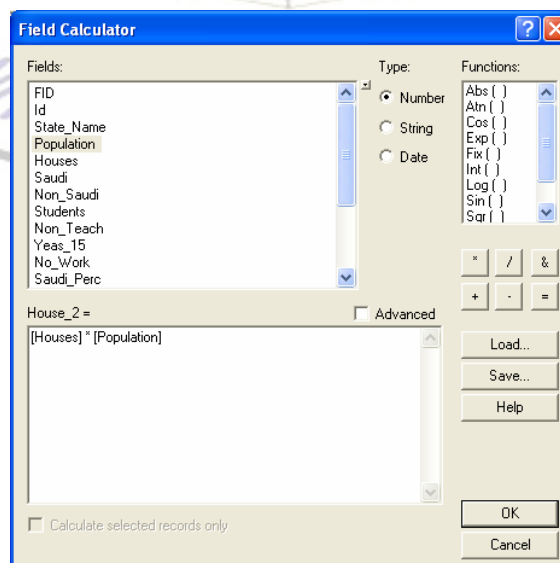 Field Calculator
Fields:
Type:
Functions:
FID
Id
State_Name
Population
Houses
Saudi
Non_Saudi
Students
Non_Teach
Yeas_15
No_Work
Saudi_Perc
Number
String
Date
Abs ( )
Atn ( )
Cos ( )
Exp ( )
Fix ( )
Int ( )
Log ( )
Sin ( )
Sqr ( )
* / &
+ - =
House_2 =
Advanced
[Houses] * [Population]
Load...
Save...
Help
Calculate selected records only
OK
Cancel